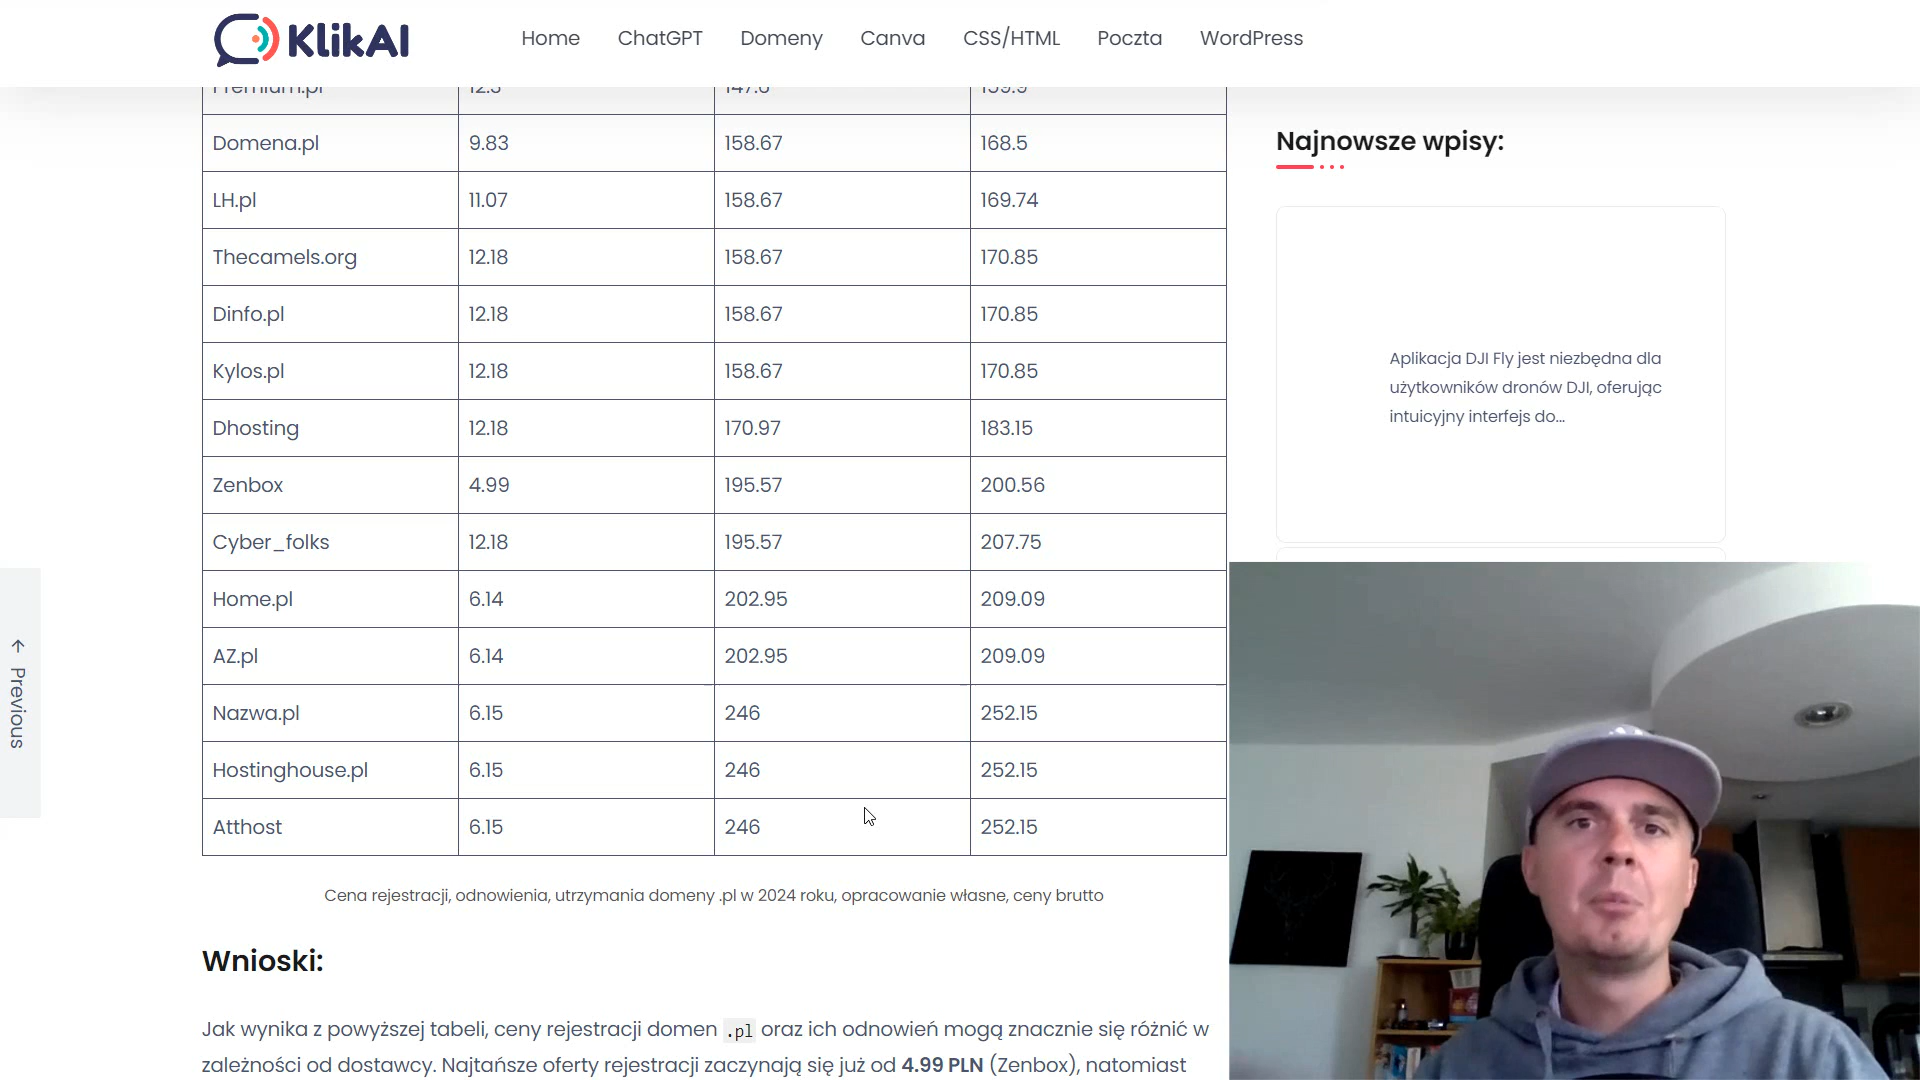 KlikAI
Home ChatGPT Domeny Canva CSS/HTML Poczta WordPress
Premium.pl 12.3 147.6 159.9
Domena.pl 9.83 158.67 168.5
LH.pl 11.07 158.67 169.74
Thecamels.org 12.18 158.67 170.85
Dinfo.pl 12.18 158.67 170.85
Kylos.pl 12.18 158.67 170.85
Dhosting 12.18 170.97 183.15
Zenbox 4.99 195.57 200.56
Cyber_folks 12.18 195.57 207.75
Home.pl 6.14 202.95 209.09
AZ.pl 6.14 202.95 209.09
Nazwa.pl 6.15 246 252.15
Hostinghouse.pl 6.15 246 252.15
Atthost 6.15 246 252.15
Cena rejestracji, odnowienia, utrzymania domeny .pl w 2024 roku, opracowanie własne, ceny brutto
Wnioski:
Jak wynika z powyższej tabeli, ceny rejestracji domen .pl oraz ich odnowień mogą znacznie się różnić w
zależności od dostawcy. Najtańsze oferty rejestracji zaczynają się już od 4.99 PLN (Zenbox), natomiast
Najnowsze wpisy:
Aplikacja DJI Fly jest niezbędna dla
użytkowników dronów DJI, oferując
intuicyjny interfejs do...
← Previous